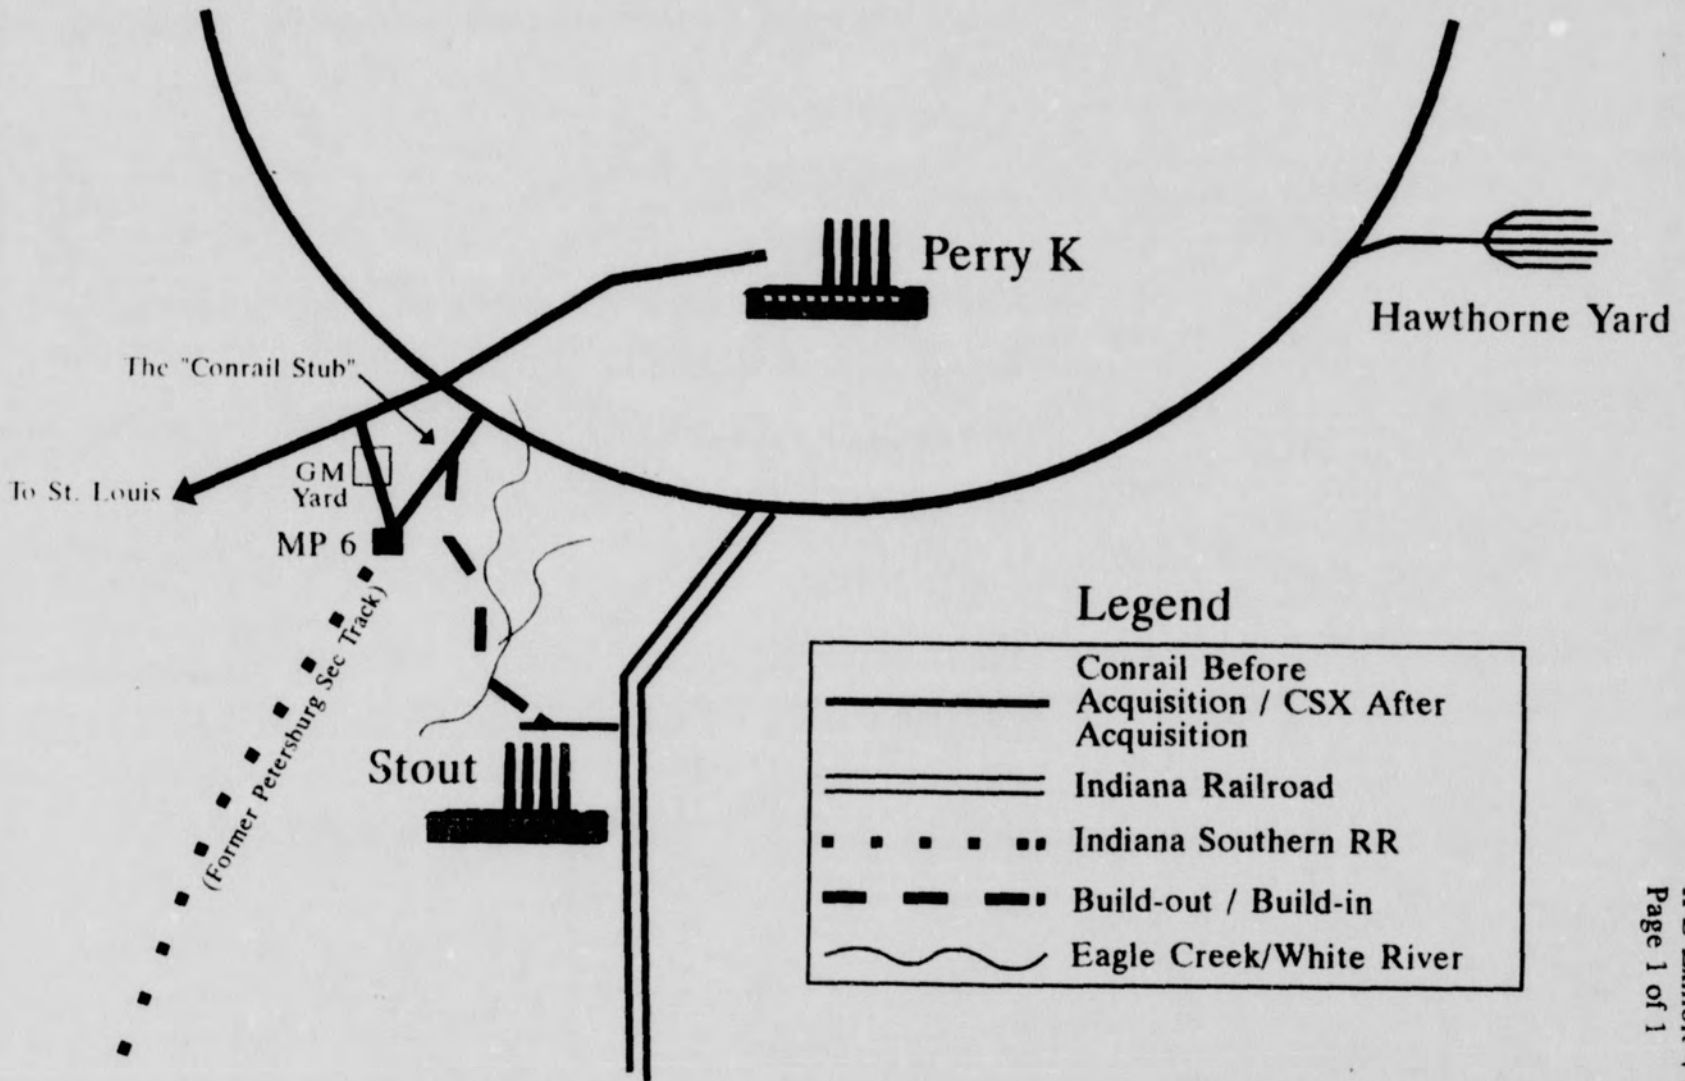 Perry K
Hawthorne Yard
The "Conrail Stub"
To St. Louis
GM
Yard
MP 6
(Former Petersburg Sec Track)
Stout
Legend
Conrail Before
Acquisition / CSX After
Acquisition
Indiana Railroad
Indiana Southern RR
Build-out / Build-in
Eagle Creek/White River
Page 1 of 1